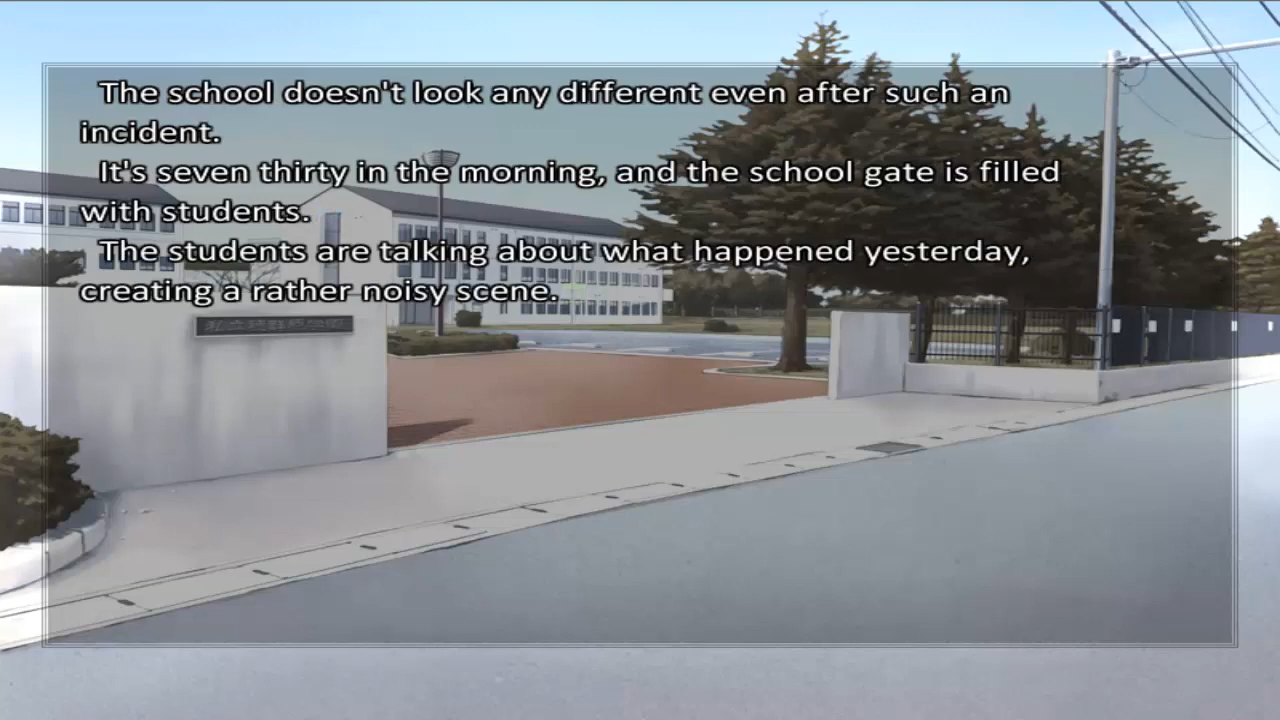 The school doesn't look any different even after such an
incident.
It's seven thirty in the morning, and the school gate is filled
with students.
The students are talking about what happened yesterday,
creating a rather noisy scene.